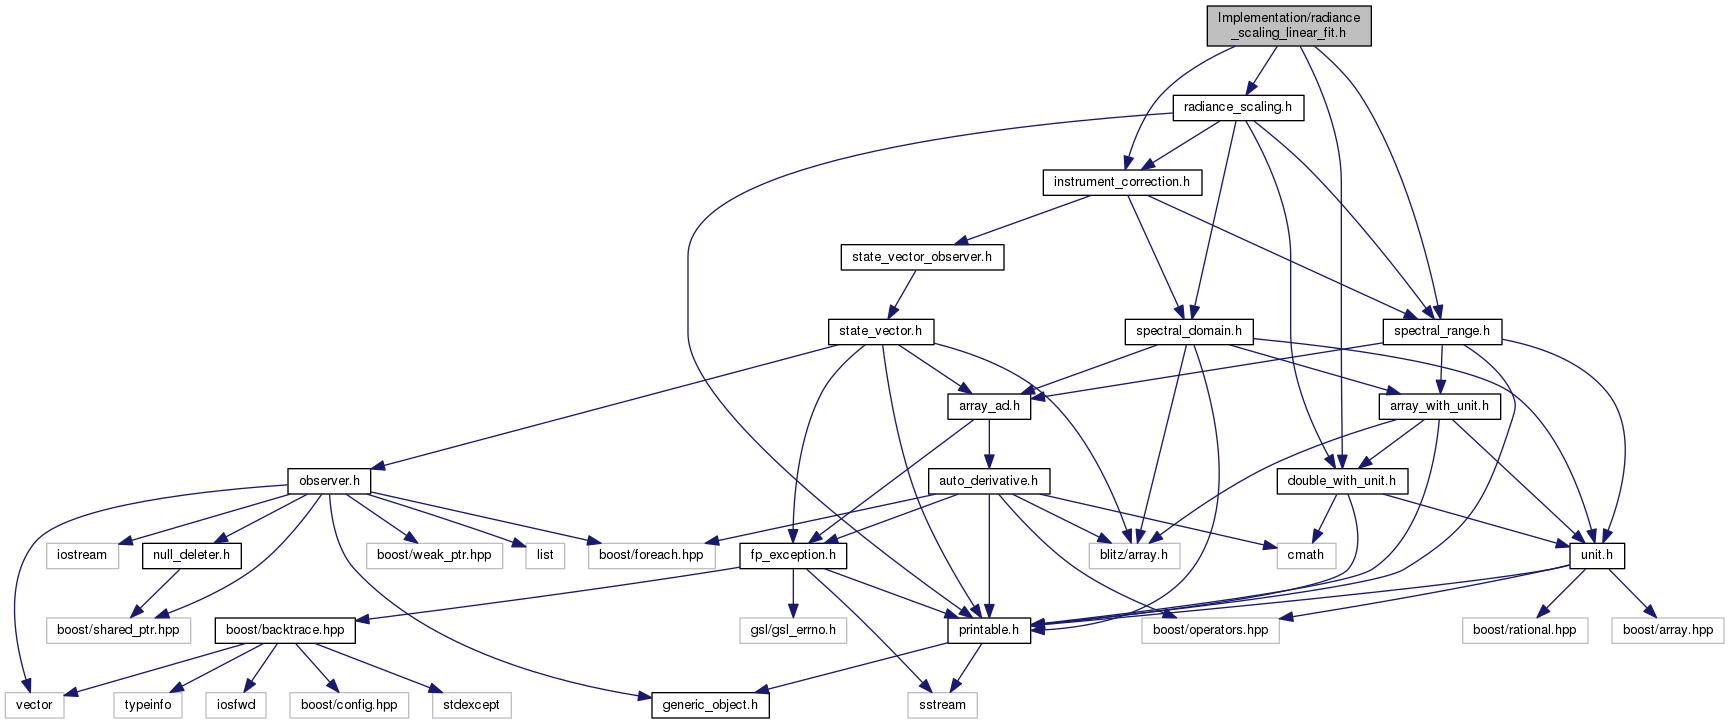 Implementation/radiance
_scaling_linear_fit.h
radiance_scaling.h
instrument_correction.h
state_vector_observer.h
state_vector.h
spectral_domain.h
spectral_range.h
array_ad.h
array_with_unit.h
observer.h
auto_derivative.h
double_with_unit.h
iostream
null_deleter.h
boost/weak_ptr.hpp
list
boost/foreach.hpp
fp_exception.h
blitz/array.h
cmath
unit.h
boost/shared_ptr.hpp
boost/backtrace.hpp
gsl/gsl_errno.h
printable.h
boost/operators.hpp
boost/rational.hpp
boost/array.hpp
vector
typeinfo
iosfwd
boost/config.hpp
stdexcept
generic_object.h
sstream